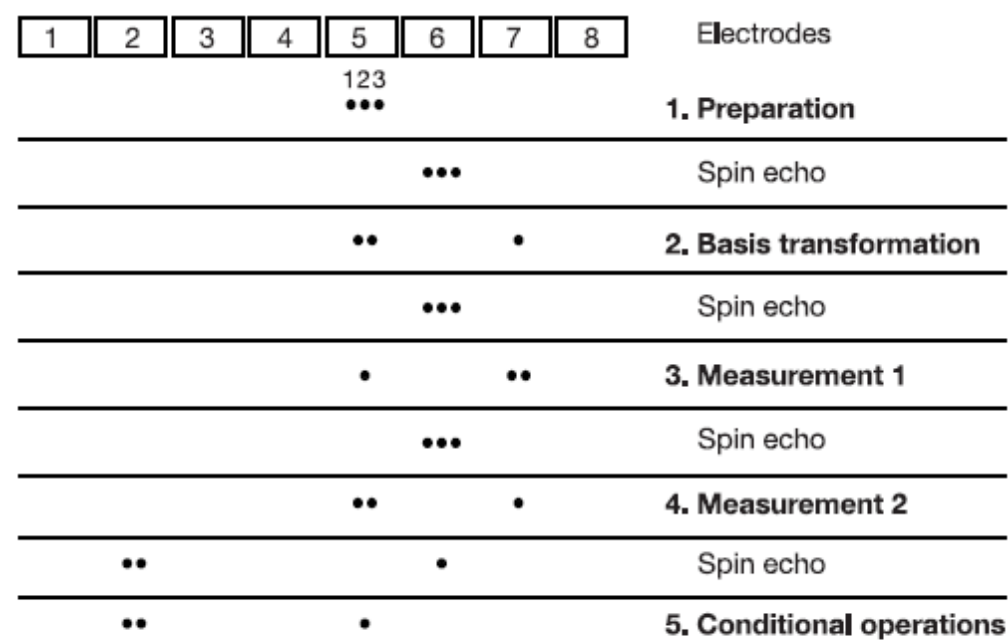 1 2 3 4 5 6 7 8 Electrodes
123
1. Preparation
Spin echo
2. Basis transformation
Spin echo
3. Measurement 1
Spin echo
4. Measurement 2
Spin echo
5. Conditional operations